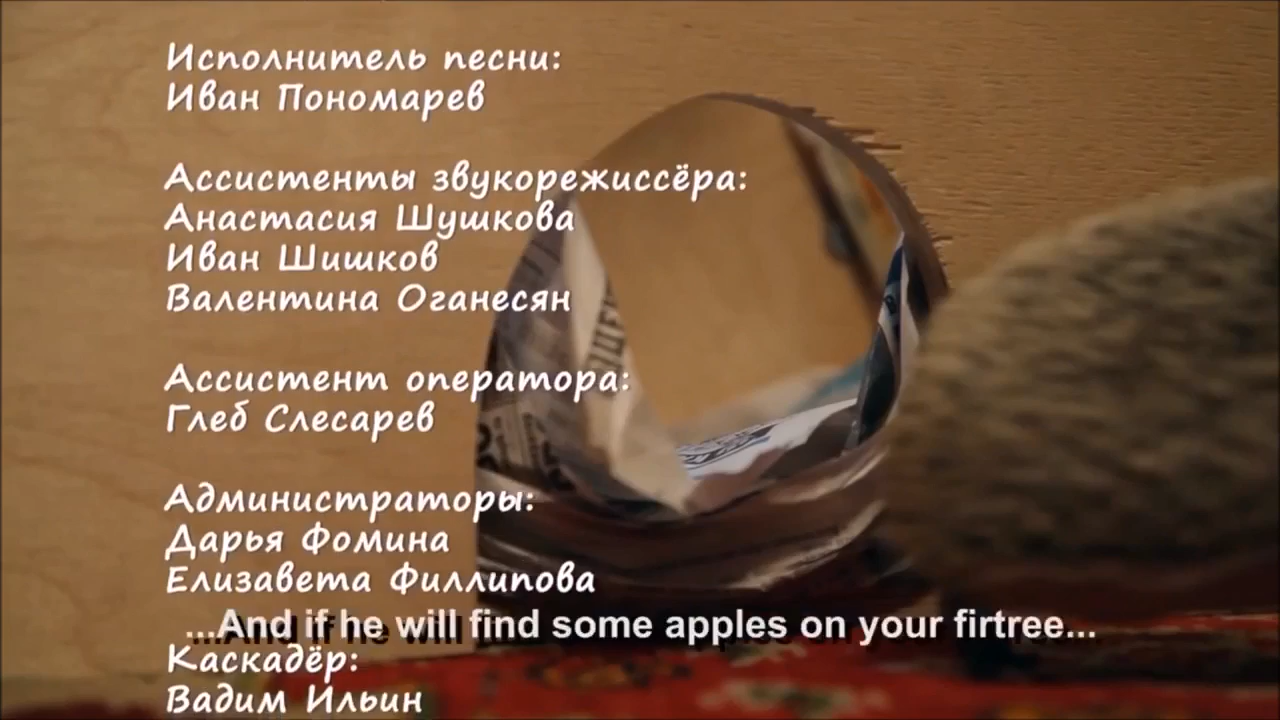 Исполнитель песни:
Иван Пономарев
Ассистенты звукорежиссёра:
Анастасия Шушкова
Иван Шишков
Валентина Оганесян
Ассистент оператора:
Глеб Слесарев
Администраторы:
Дарья Фомина
Елизавета Филлипова
...And if he will find some apples on your firtree...
Каскадёр:
Вадим Ильин